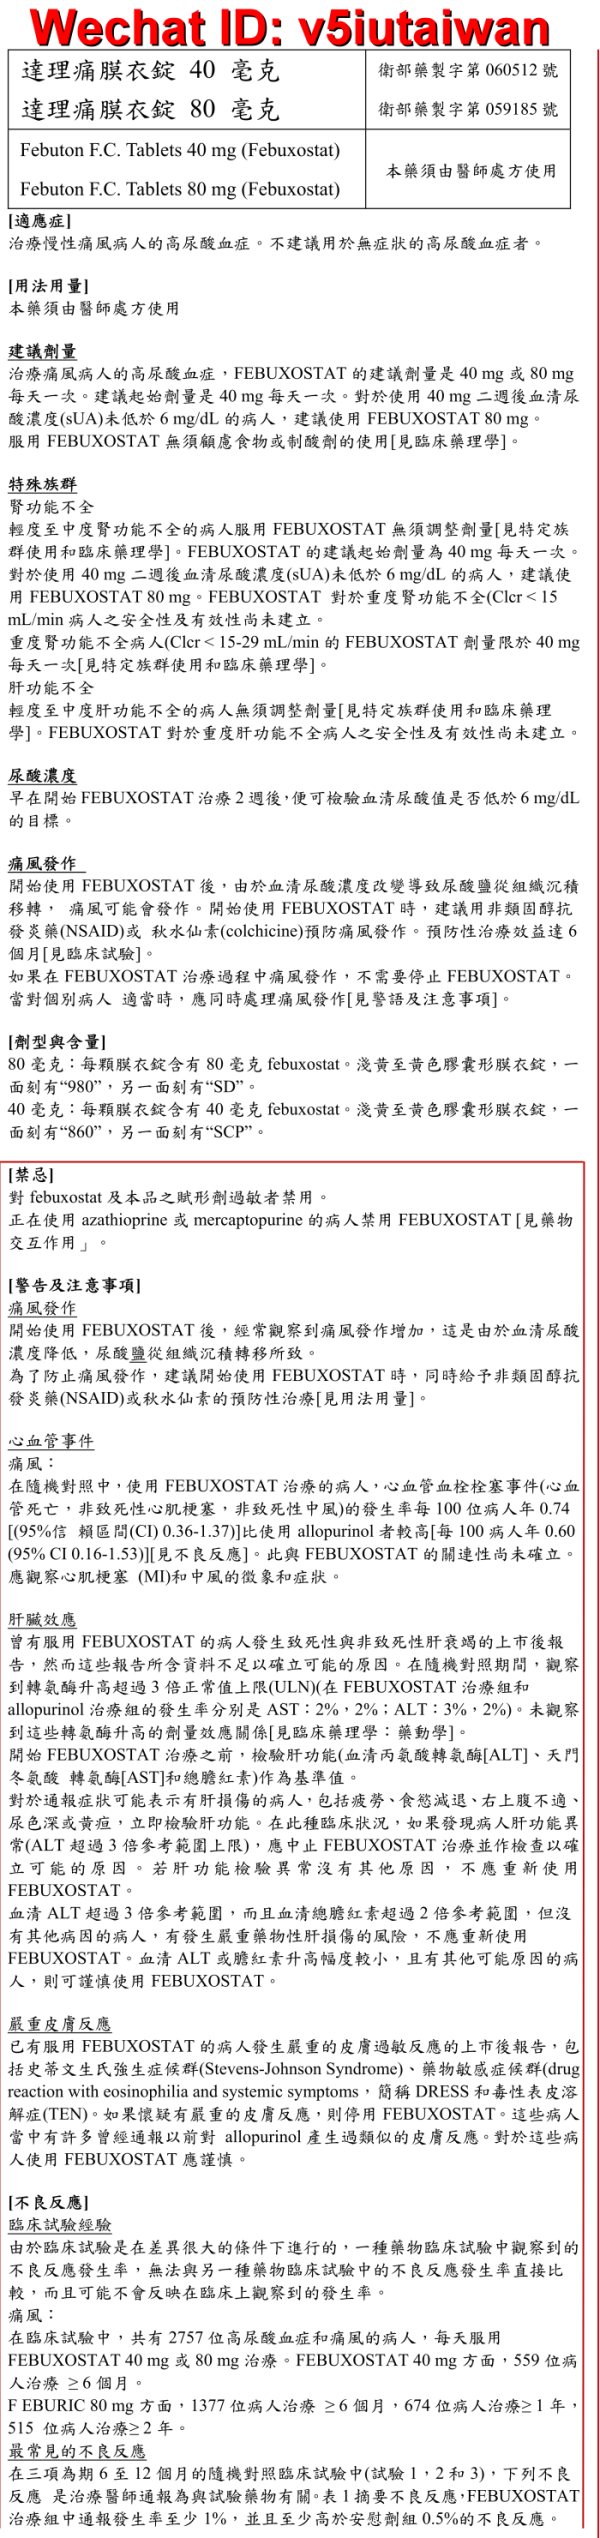 Wechat ID: v5iutaiwan
達理痛膜衣錠 40 毫克
達理痛膜衣錠 80 毫克
衛部藥製字第 060512 號
衛部藥製字第 059185 號
Febuton F.C. Tablets 40 mg (Febuxostat)
Febuton F.C. Tablets 80 mg (Febuxostat)
本藥須由醫師處方使用
[適應症]
治療慢性痛風病人的高尿酸血症。不建議用於無症狀的高尿酸血症者。
[用法用量]
本藥須由醫師處方使用
建議劑量
治療痛風病人的高尿酸血症，FEBUXOSTAT 的建議劑量是 40 mg 或 80 mg
每天一次。建議起始劑量是 40 mg 每天一次。對於使用 40 mg 二週後血清尿
酸濃度(sUA)未低於 6 mg/dL 的病人，建議使用 FEBUXOSTAT 80 mg。
服用 FEBUXOSTAT 無須顧慮食物或制酸劑的使用[見臨床藥理學]。
特殊族群
腎功能不全
輕度至中度腎功能不全的病人服用 FEBUXOSTAT 無須調整劑量[見特定族
群使用和臨床藥理學]。FEBUXOSTAT 的建議起始劑量為 40 mg 每天一次。
對於使用 40 mg 二週後血清尿酸濃度(sUA)未低於 6 mg/dL 的病人，建議使
用 FEBUXOSTAT 80 mg。FEBUXOSTAT 對於重度腎功能不全(Clcr < 15
mL/min 病人之安全性及有效性尚未建立。
重度腎功能不全病人(Clcr < 15-29 mL/min 的 FEBUXOSTAT 劑量限於 40 mg
每天一次[見特定族群使用和臨床藥理學]。
肝功能不全
輕度至中度肝功能不全的病人無須調整劑量[見特定族群使用和臨床藥理
學]。FEBUXOSTAT 對於重度肝功能不全病人之安全性及有效性尚未建立。
尿酸濃度
早在開始 FEBUXOSTAT 治療 2 週後，便可檢驗血清尿酸值是否低於 6 mg/dL
的目標。
痛風發作
開始使用 FEBUXOSTAT 後，由於血清尿酸濃度改變導致尿酸鹽從組織沉積
移轉， 痛風可能會發作。開始使用 FEBUXOSTAT 時，建議用非類固醇抗
發炎藥(NSAID)或 秋水仙素(colchicine)預防痛風發作。預防性治療效益達 6
個月[見臨床試驗]。
如果在 FEBUXOSTAT 治療過程中痛風發作，不需要停止 FEBUXOSTAT。
當對個別病人 適當時，應同時處理痛風發作[見警語及注意事項]。
[劑型與含量]
80 毫克：每顆膜衣錠含有 80 毫克 febuxostat。淺黃至黃色膠囊形膜衣錠，一
面刻有“980”，另一面刻有“SD”。
40 毫克：每顆膜衣錠含有 40 毫克 febuxostat。淺黃至黃色膠囊形膜衣錠，一
面刻有“860”，另一面刻有“SCP”。
[禁忌]
對 febuxostat 及本品之賦形劑過敏者禁用。
正在使用 azathioprine 或 mercaptopurine 的病人禁用 FEBUXOSTAT [見藥物
交互作用」。
[警告及注意事項]
痛風發作
開始使用 FEBUXOSTAT 後，經常觀察到痛風發作增加，這是由於血清尿酸
濃度降低，尿酸鹽從組織沉積轉移所致。
為了防止痛風發作，建議開始使用 FEBUXOSTAT 時，同時給予非類固醇抗
發炎藥(NSAID)或秋水仙素的預防性治療[見用法用量]。
心血管事件
痛風：
在隨機對照中，使用 FEBUXOSTAT 治療的病人，心血管血栓栓塞事件(心血
管死亡，非致死性心肌梗塞，非致死性中風)的發生率每 100 位病人年 0.74
[(95%信 賴區間(CI) 0.36-1.37)]比使用 allopurinol 者較高[每 100 病人年 0.60
(95% CI 0.16-1.53)][見不良反應]。此與 FEBUXOSTAT 的關連性尚未確立。
應觀察心肌梗塞 (MI)和中風的徵象和症狀。
肝臟效應
曾有服用 FEBUXOSTAT 的病人發生致死性與非致死性肝衰竭的上市後報
告，然而這些報告所含資料不足以確立可能的原因。在隨機對照期間，觀察
到轉氨酶升高超過 3 倍正常值上限(ULN)(在 FEBUXOSTAT 治療組和
allopurinol 治療組的發生率分別是 AST：2%，2%；ALT：3%，2%)。未觀察
到這些轉氨酶升高的劑量效應關係[見臨床藥理學：藥動學]。
開始 FEBUXOSTAT 治療之前，檢驗肝功能(血清丙氨酸轉氨酶[ALT]、天門
冬氨酸 轉氨酶[AST]和總膽紅素)作為基準值。
對於通報症狀可能表示有肝損傷的病人，包括疲勞、食慾減退、右上腹不適、
尿色深或黃疸，立即檢驗肝功能。在此種臨床狀況，如果發現病人肝功能異
常(ALT 超過 3 倍參考範圍上限)，應中止 FEBUXOSTAT 治療並作檢查以確
立可能的原因。若肝功能檢驗異常沒有其他原因，不應重新使用
FEBUXOSTAT。
血清 ALT 超過 3 倍參考範圍，而且血清總膽紅素超過 2 倍參考範圍，但沒
有其他病因的病人，有發生嚴重藥物性肝損傷的風險，不應重新使用
FEBUXOSTAT。血清 ALT 或膽紅素升高幅度較小，且有其他可能原因的病
人，則可謹慎使用 FEBUXOSTAT。
嚴重皮膚反應
已有服用 FEBUXOSTAT 的病人發生嚴重的皮膚過敏反應的上市後報告，包
括史蒂文生氏強生症候群(Stevens-Johnson Syndrome)、藥物敏感症候群(drug
reaction with eosinophilia and systemic symptoms，簡稱 DRESS 和毒性表皮溶
解症(TEN)。如果懷疑有嚴重的皮膚反應，則停用 FEBUXOSTAT。這些病人
當中有許多曾經通報以前對 allopurinol 產生過類似的皮膚反應。對於這些病
人使用 FEBUXOSTAT 應謹慎。
[不良反應]
臨床試驗經驗
由於臨床試驗是在差異很大的條件下進行的，一種藥物臨床試驗中觀察到的
不良反應發生率，無法與另一種藥物臨床試驗中的不良反應發生率直接比
較，而且可能不會反映在臨床上觀察到的發生率。
痛風：
在臨床試驗中，共有 2757 位高尿酸血症和痛風的病人，每天服用
FEBUXOSTAT 40 mg 或 80 mg 治療。FEBUXOSTAT 40 mg 方面，559 位病
人治療 ≥ 6 個月。
F EBURIC 80 mg 方面，1377 位病人治療 ≥ 6 個月，674 位病人治療≥ 1 年，
515 位病人治療≥ 2 年。
最常見的不良反應
在三項為期 6 至 12 個月的隨機對照臨床試驗中(試驗 1，2 和 3)，下列不良
反應 是治療醫師通報為與試驗藥物有關。表 1 摘要不良反應，FEBUXOSTAT
治療組中通報發生率至少 1%，並且至少高於安慰劑組 0.5%的不良反應。